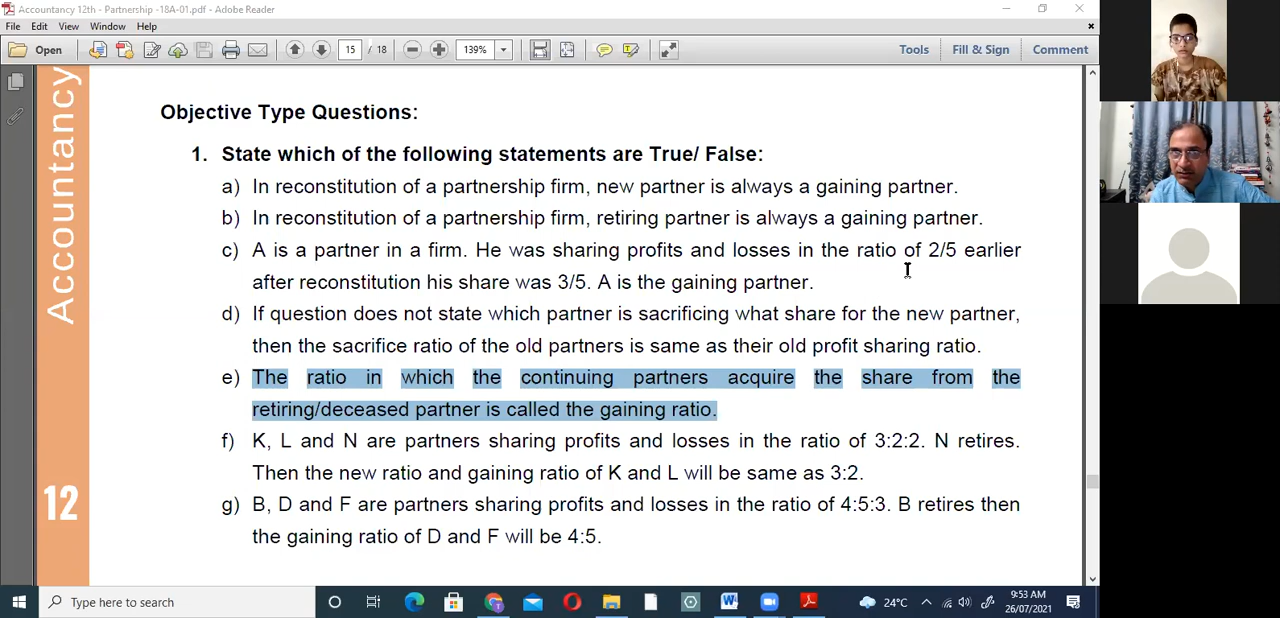 Accountancy 12th - Partnership -18A-01.pdf - Adobe Reader
File Edit View Window Help
Open 15 / 18 139% Tools Fill & Sign Comment
Accountancy
12
Objective Type Questions:
1. State which of the following statements are True/ False:
a) In reconstitution of a partnership firm, new partner is always a gaining partner.
b) In reconstitution of a partnership firm, retiring partner is always a gaining partner.
c) A is a partner in a firm. He was sharing profits and losses in the ratio of 2/5 earlier
after reconstitution his share was 3/5. A is the gaining partner.
d) If question does not state which partner is sacrificing what share for the new partner,
then the sacrifice ratio of the old partners is same as their old profit sharing ratio.
e) The ratio in which the continuing partners acquire the share from the
retiring/deceased partner is called the gaining ratio.
f) K, L and N are partners sharing profits and losses in the ratio of 3:2:2. N retires.
Then the new ratio and gaining ratio of K and L will be same as 3:2.
g) B, D and F are partners sharing profits and losses in the ratio of 4:5:3. B retires then
the gaining ratio of D and F will be 4:5.
Type here to search
24°C
9:53 AM
26/07/2021